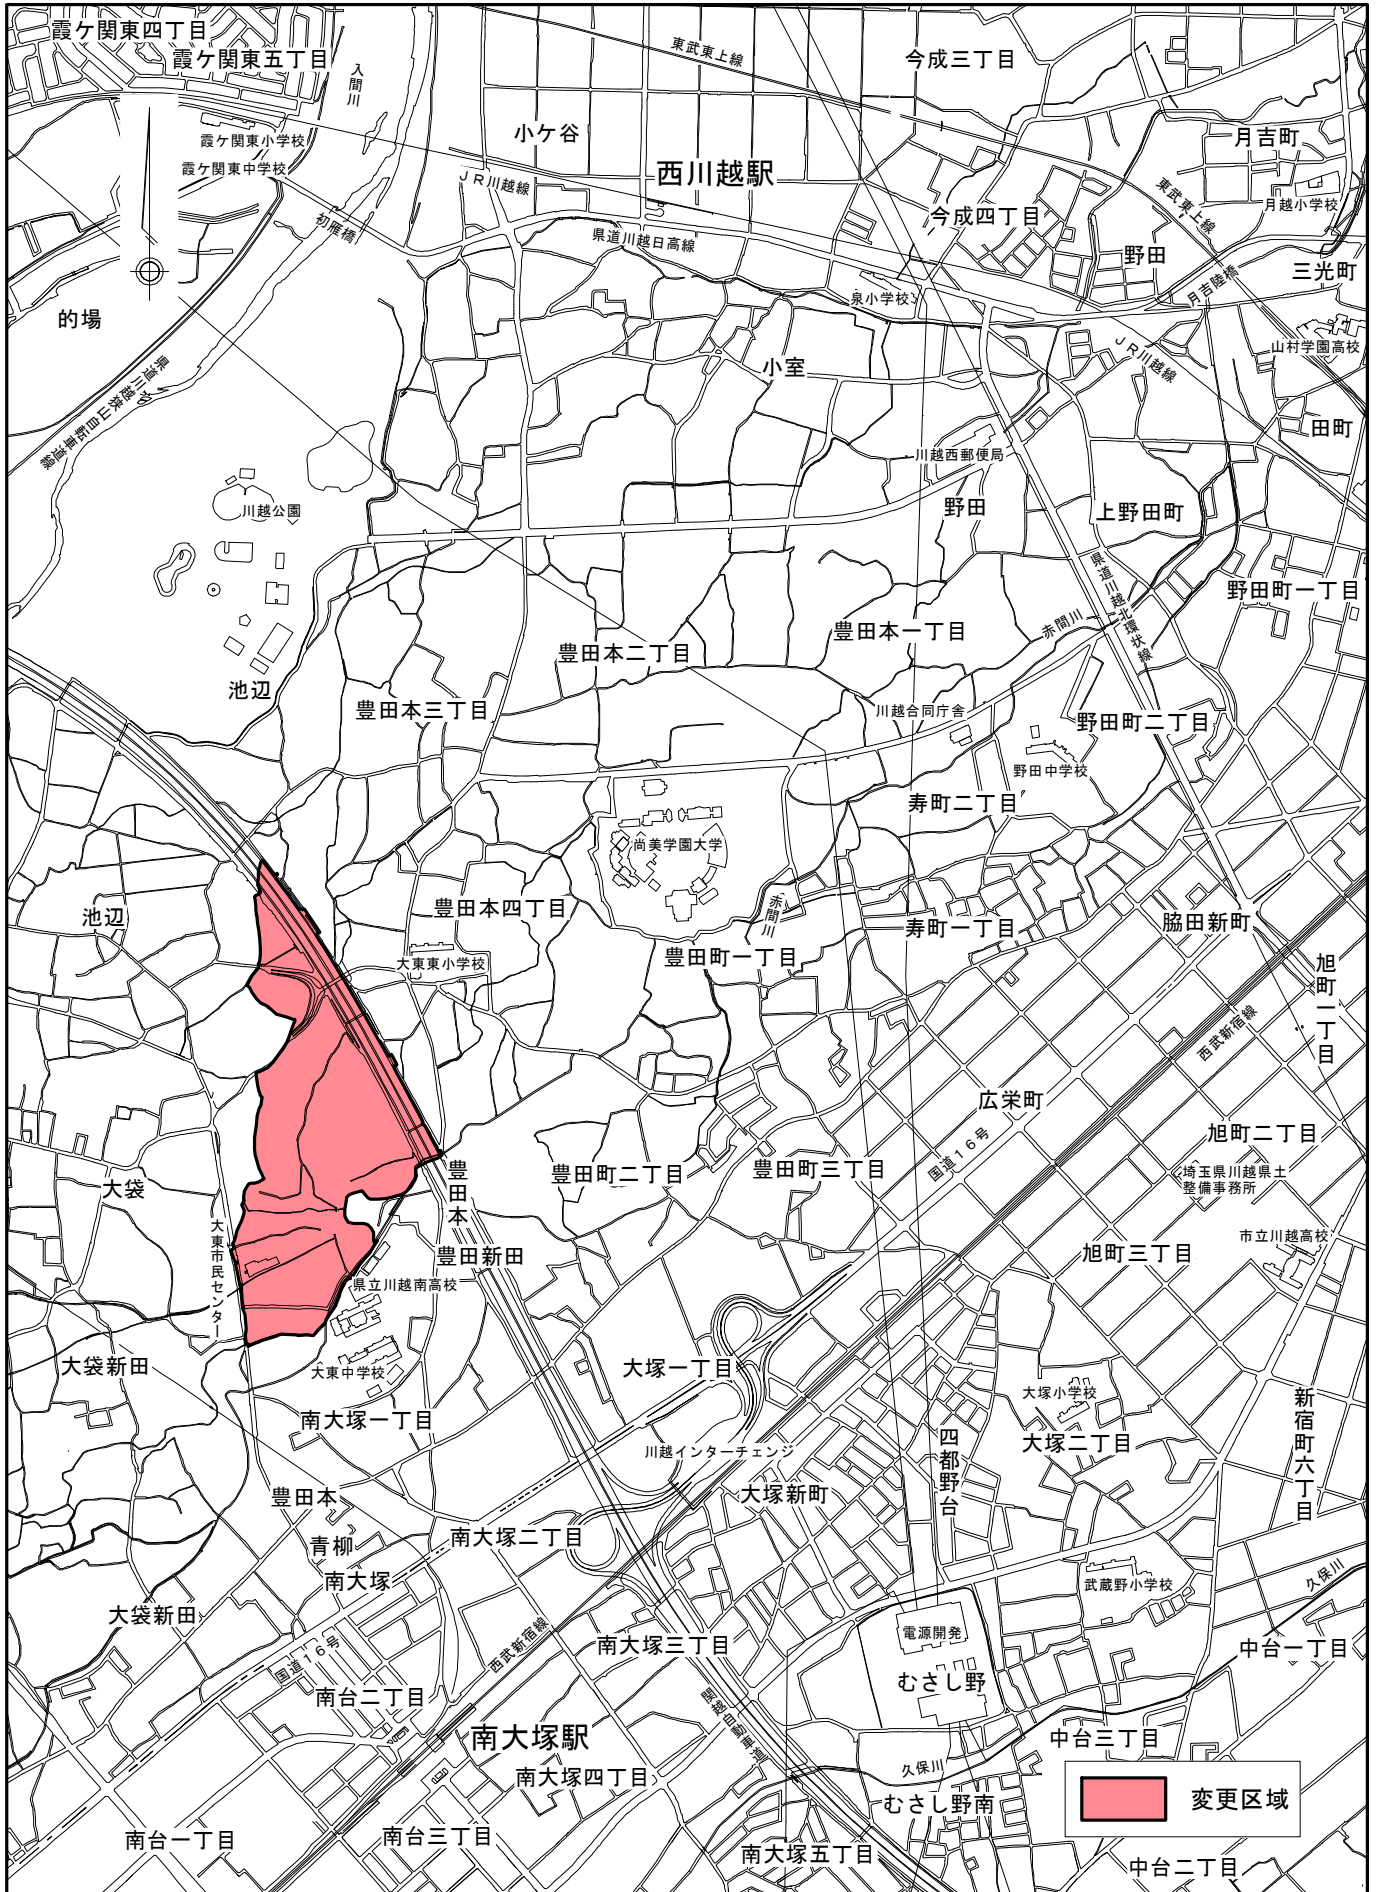 霞ケ関東四丁目
霞ケ関東五丁目
入間川
東武東上線
今成三丁目
霞ケ関東小学校
小ケ谷
月吉町
霞ケ関東中学校
ＪＲ川越線
西川越駅
東武東上線
月越小学校
初雁橋
県道川越日高線
今成四丁目
野田
三光町
泉小学校
月吉陸橋
的場
県道川越狭山自転車道線
小室
ＪＲ川越線
山村学園高校
田町
川越西郵便局
川越公園
野田
上野田町
県道川越北環状線
野田町一丁目
赤間川
豊田本一丁目
豊田本二丁目
池辺
豊田本三丁目
川越合同庁舎
野田町二丁目
野田中学校
寿町二丁目
尚美学園大学
池辺
豊田本四丁目
赤間川
寿町一丁目
脇田新町
大東東小学校
豊田町一丁目
旭町一丁目
西武新宿線
広栄町
国道１６号
旭町二丁目
豊田本
豊田町二丁目
豊田町三丁目
埼玉県川越県土
整備事務所
大袋
大東市民センター
豊田新田
市立川越高校
旭町三丁目
県立川越南高校
大袋新田
大東中学校
大塚一丁目
大塚小学校
新宿町六丁目
南大塚一丁目
川越インターチェンジ
四都野台
大塚二丁目
豊田本
大塚新町
青柳
南大塚二丁目
南大塚
武蔵野小学校
久保川
大袋新田
国道１６号
西武新宿線
南大塚三丁目
電源開発
中台一丁目
むさし野
南台二丁目
関越自動車道
南大塚駅
中台三丁目
久保川
南大塚四丁目
むさし野南
変更区域
南台一丁目
南台三丁目
南大塚五丁目
中台二丁目